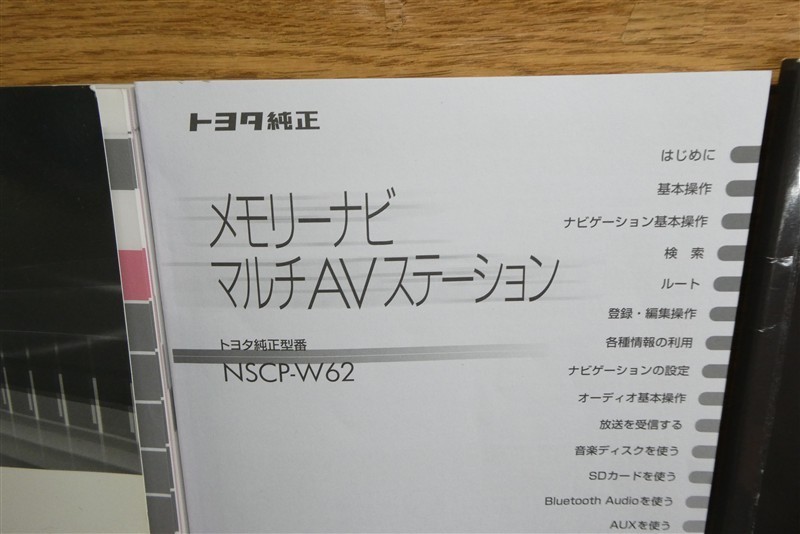 トヨタ純正
メモリーナビ
マルチAVステーション
トヨタ純正型番
NSCP-W62
はじめに
基本操作
ナビゲーション基本操作
検 索
ルート
登録・編集操作
各種情報の利用
ナビゲーションの設定
オーディオ基本操作
放送を受信する
音楽ディスクを使う
SDカードを使う
Bluetooth Audioを使う
AUXを使う